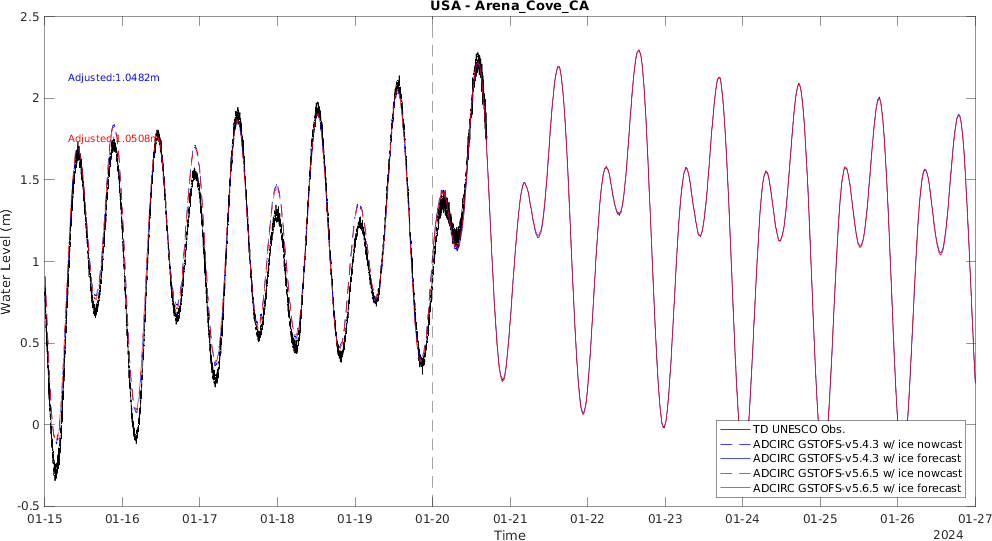 USA - Arena_Cove_CA
2.5
Adjusted:1.0482m
2
Adjusted:1.0508m
1.5
Water Level (m)
1
0.5
0
TD UNESCO Obs.
ADCIRC GSTOFS-v5.4.3 w/ ice nowcast
ADCIRC GSTOFS-v5.4.3 w/ ice forecast
ADCIRC GSTOFS-v5.6.5 w/ ice nowcast
ADCIRC GSTOFS-v5.6.5 w/ ice forecast
-0.5
01-15 01-16 01-17 01-18 01-19 01-20 01-21 01-22 01-23 01-24 01-25 01-26 01-27
Time
2024